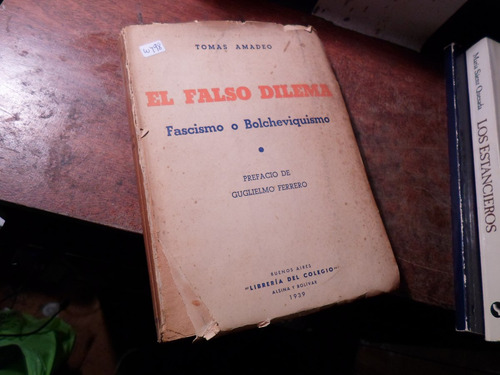 TOMAS AMADEO
EL FALSO DILEMA
Fascismo o Bolcheviquismo
PREFACIO DE
GUGLIELMO FERRERO
BUENOS AIRES
"LIBRERÍA DEL COLEGIO"
ALSINA Y BOLIVAR
1939
LOS ESTANCIEROS